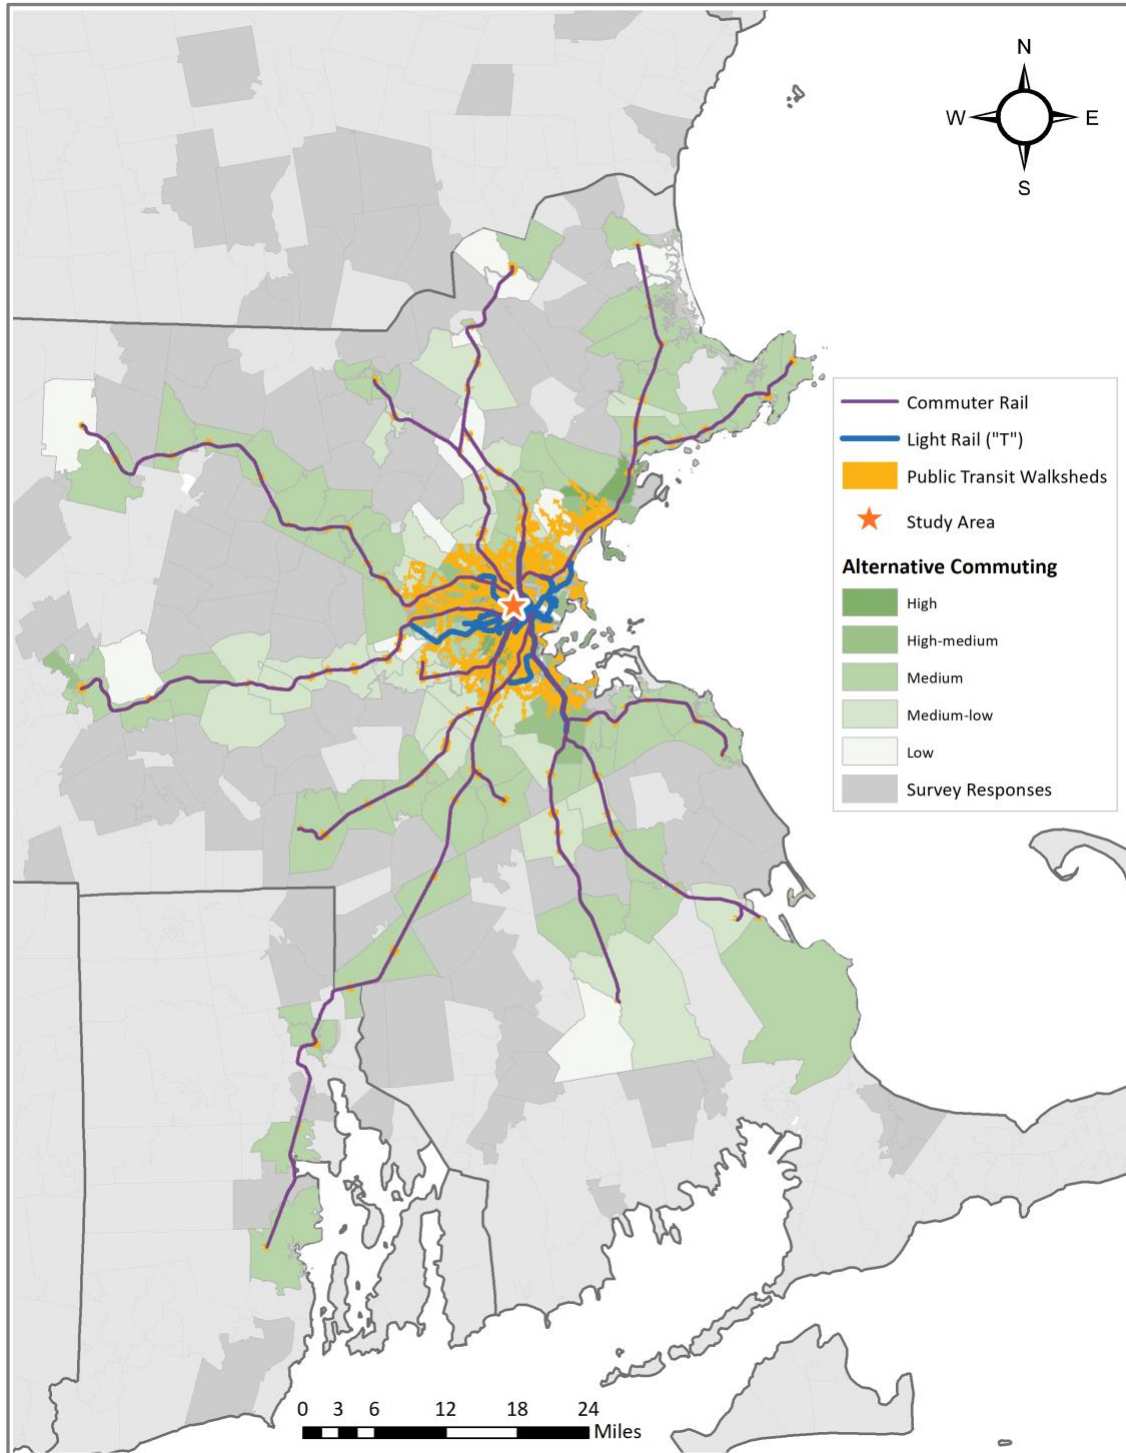 N
W E
S
Commuter Rail
Light Rail ("T")
Public Transit Walksheds
Study Area
Alternative Commuting
High
High-medium
Medium
Medium-low
Low
Survey Responses
0 3 6 12 18 24
Miles